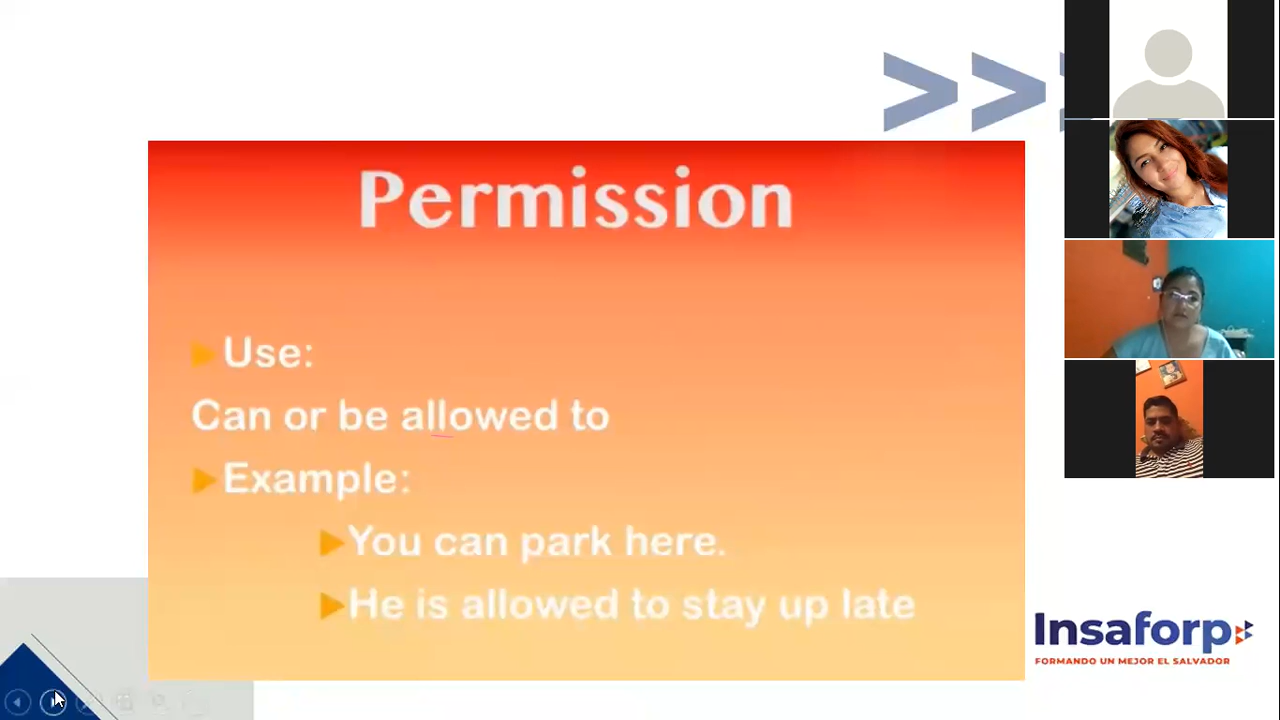 Permission
Use:
Can or be allowed to
Example:
You can park here.
He is allowed to stay up late
Insaforp
FORMANDO UN MEJOR EL SALVADOR